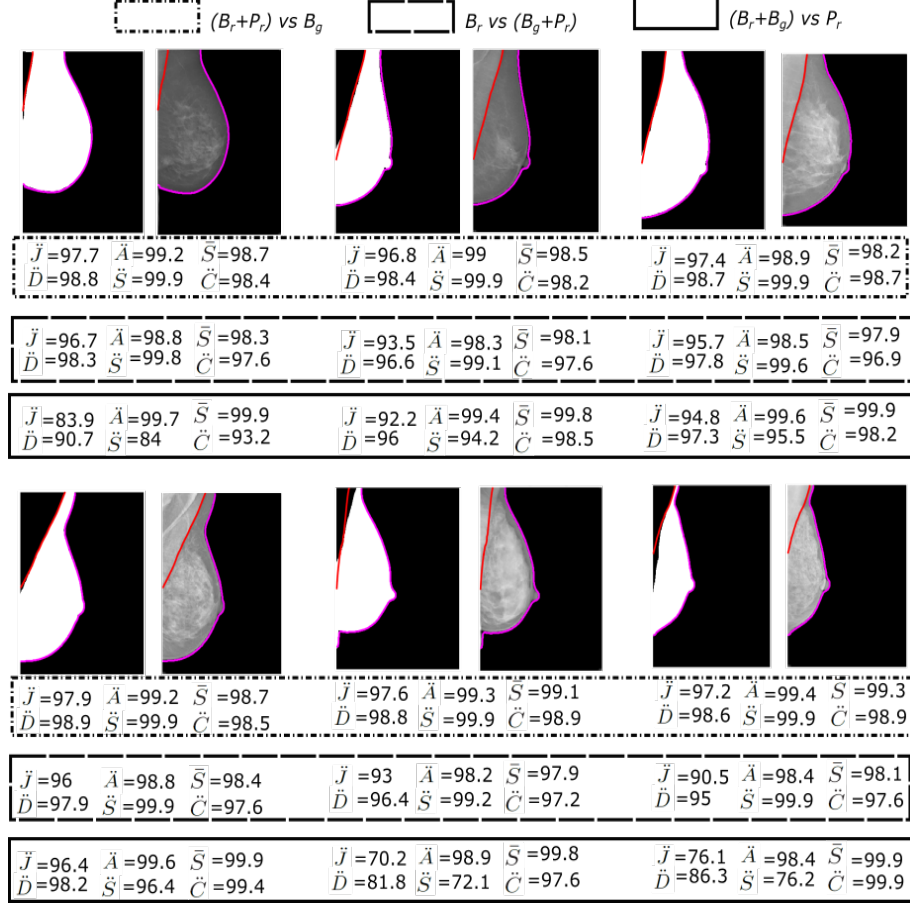 (B_r+P_r) vs B_g B_r vs (B_g+P_r) (B_r+B_g) vs P_r
J̈=97.7 Ä=99.2 S̄=98.7 J̈=96.8 Ä=99 S̄=98.5 J̈=97.4 Ä=98.9 S̄=98.2
D̈=98.8 S̈=99.9 C̈=98.4 D̈=98.4 S̈=99.9 C̈=98.2 D̈=98.7 S̈=99.9 C̈=98.7
J̈=96.7 Ä=98.8 S̄=98.3 J̈=93.5 Ä=98.3 S̄=98.1 J̈=95.7 Ä=98.5 S̄=97.9
D̈=98.3 S̈=99.8 C̈=97.6 D̈=96.6 S̈=99.1 C̈=97.6 D̈=97.8 S̈=99.6 C̈=96.9
J̈=83.9 Ä=99.7 S̄=99.9 J̈=92.2 Ä=99.4 S̄=99.8 J̈=94.8 Ä=99.6 S̄=99.9
D̈=90.7 S̈=84 C̈=93.2 D̈=96 S̈=94.2 C̈=98.5 D̈=97.3 S̈=95.5 C̈=98.2
J̈=97.9 Ä=99.2 S̄=98.7 J̈=97.6 Ä=99.3 S̄=99.1 J̈=97.2 Ä=99.4 S̄=99.3
D̈=98.9 S̈=99.9 C̈=98.5 D̈=98.8 S̈=99.9 C̈=98.9 D̈=98.6 S̈=99.9 C̈=98.9
J̈=96 Ä=98.8 S̄=98.4 J̈=93 Ä=98.2 S̄=97.9 J̈=90.5 Ä=98.4 S̄=98.1
D̈=97.9 S̈=99.9 C̈=97.6 D̈=96.4 S̈=99.2 C̈=97.2 D̈=95 S̈=99.9 C̈=97.6
J̈=96.4 Ä=99.6 S̄=99.9 J̈=70.2 Ä=98.9 S̄=99.8 J̈=76.1 Ä=98.4 S̄=99.9
D̈=98.2 S̈=96.4 C̈=99.4 D̈=81.8 S̈=72.1 C̈=97.6 D̈=86.3 S̈=76.2 C̈=99.9